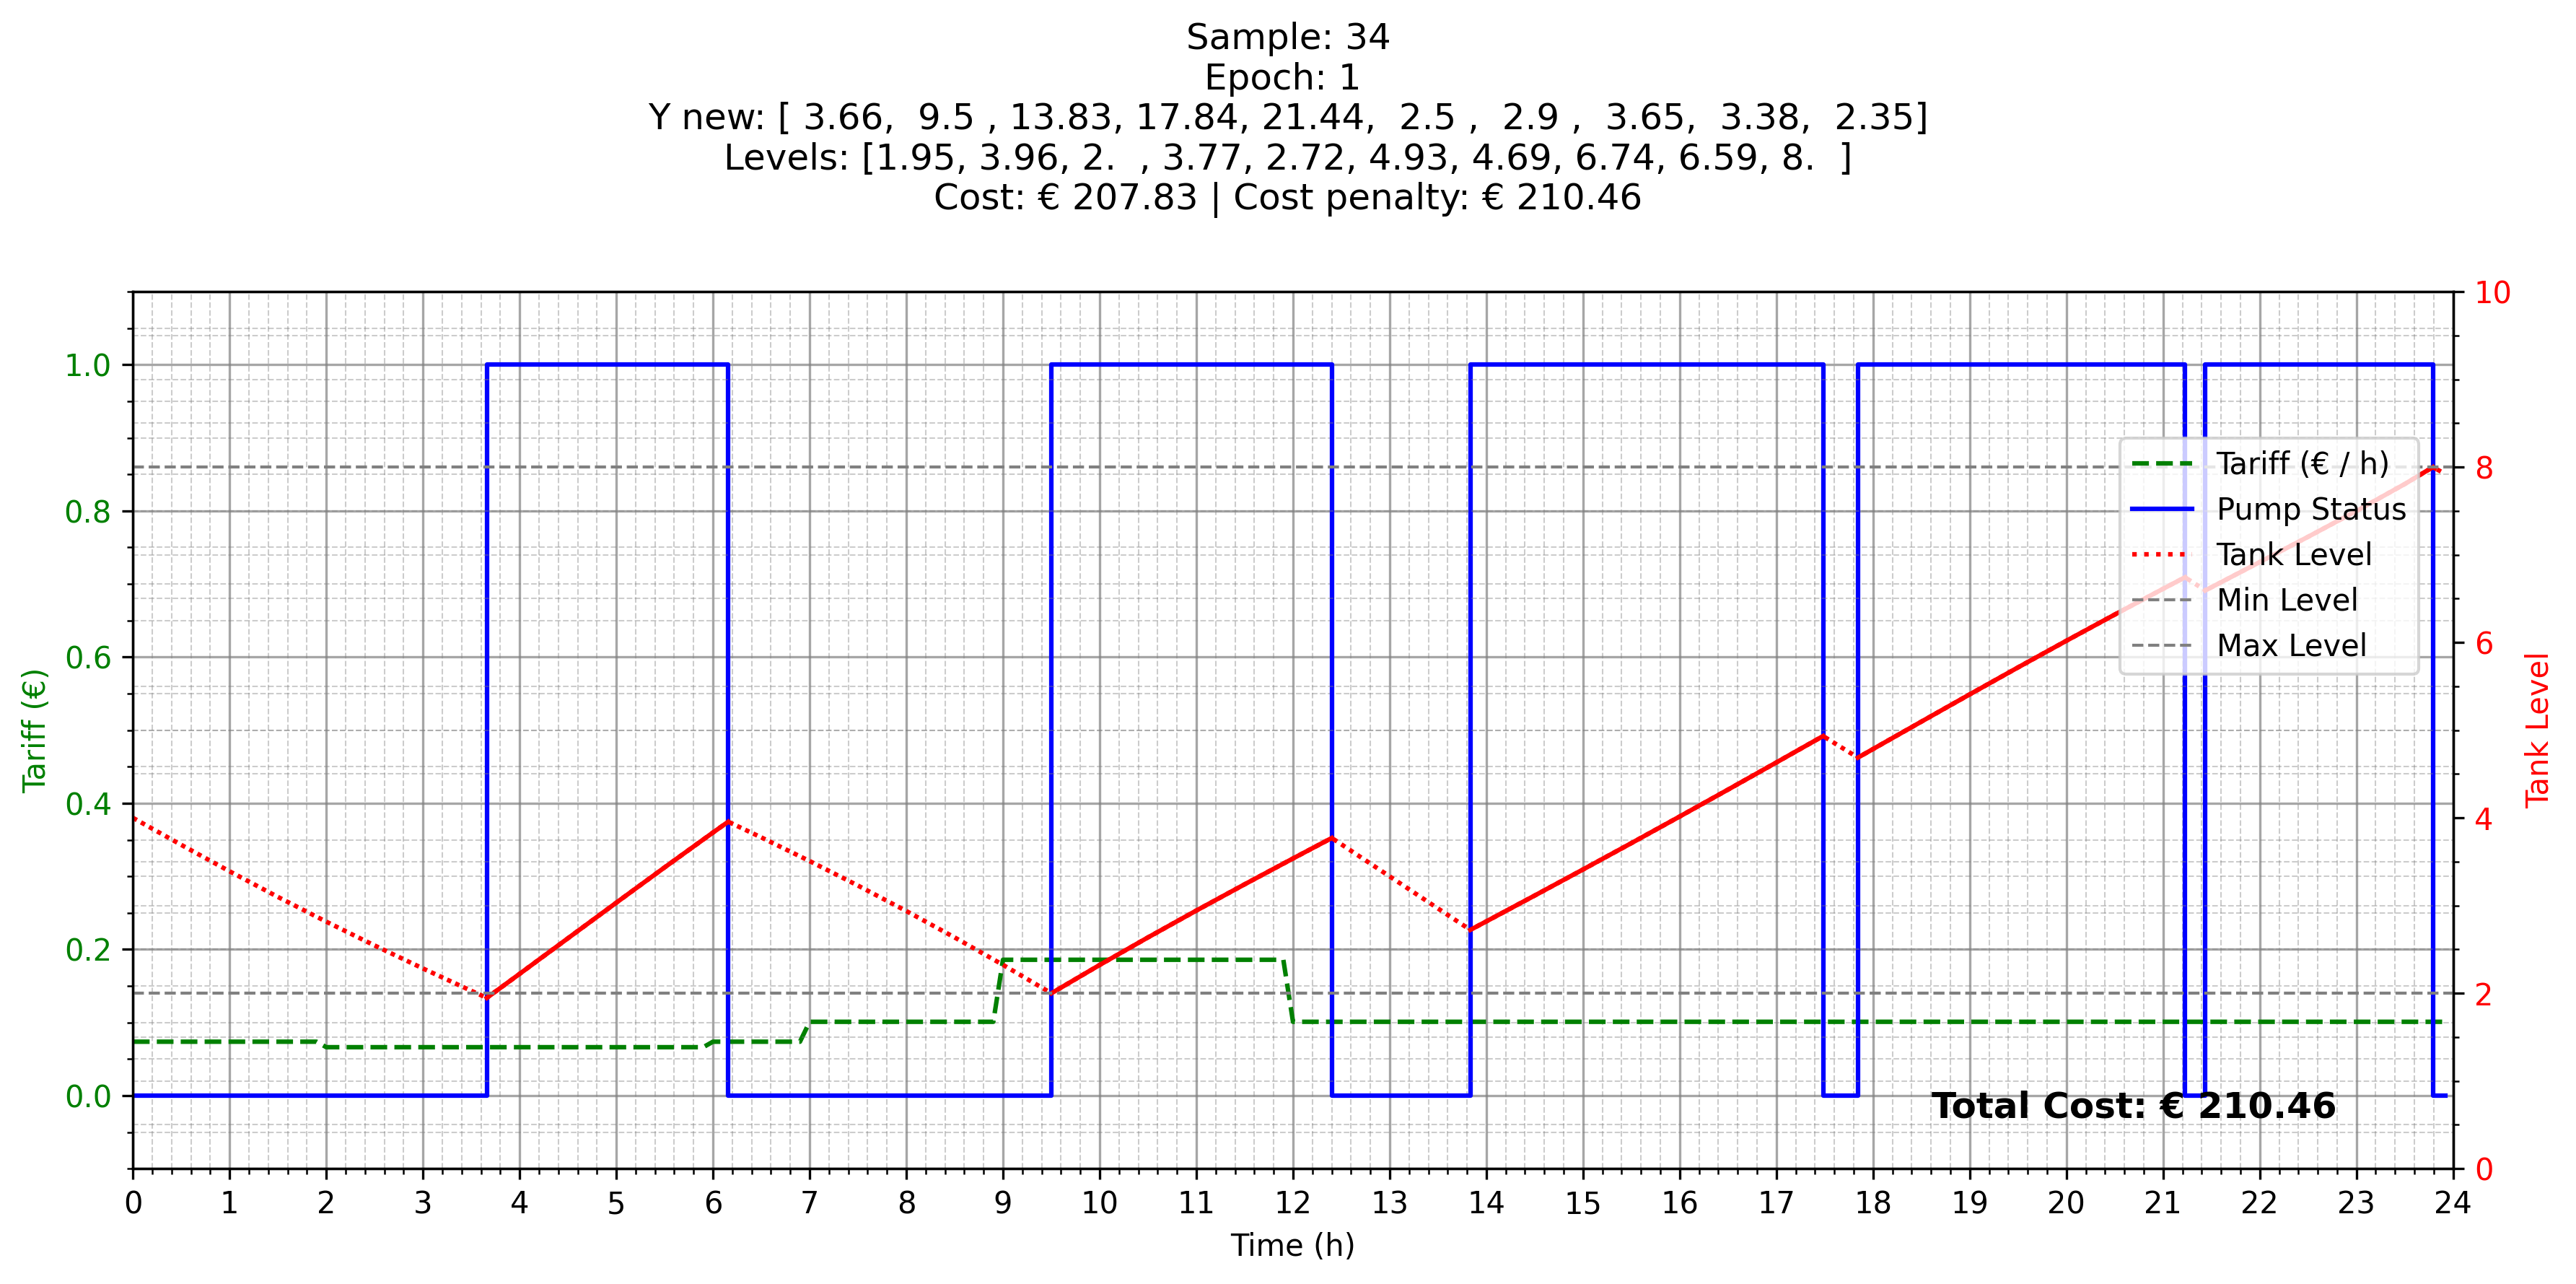 Sample: 34
Epoch: 1
Y new: [ 3.66,  9.5 , 13.83, 17.84, 21.44,  2.5 ,  2.9 ,  3.65,  3.38,  2.35]
Levels: [1.95, 3.96, 2.  , 3.77, 2.72, 4.93, 4.69, 6.74, 6.59, 8.  ]
Cost: € 207.83 | Cost penalty: € 210.46
Tariff (€)
1.0
0.8
0.6
0.4
0.2
0.0
10
8
6
4
2
0
Tank Level
Tariff (€ / h)
Pump Status
Tank Level
Min Level
Max Level
Total Cost: € 210.46
0 1 2 3 4 5 6 7 8 9 10 11 12 13 14 15 16 17 18 19 20 21 22 23 24
Time (h)